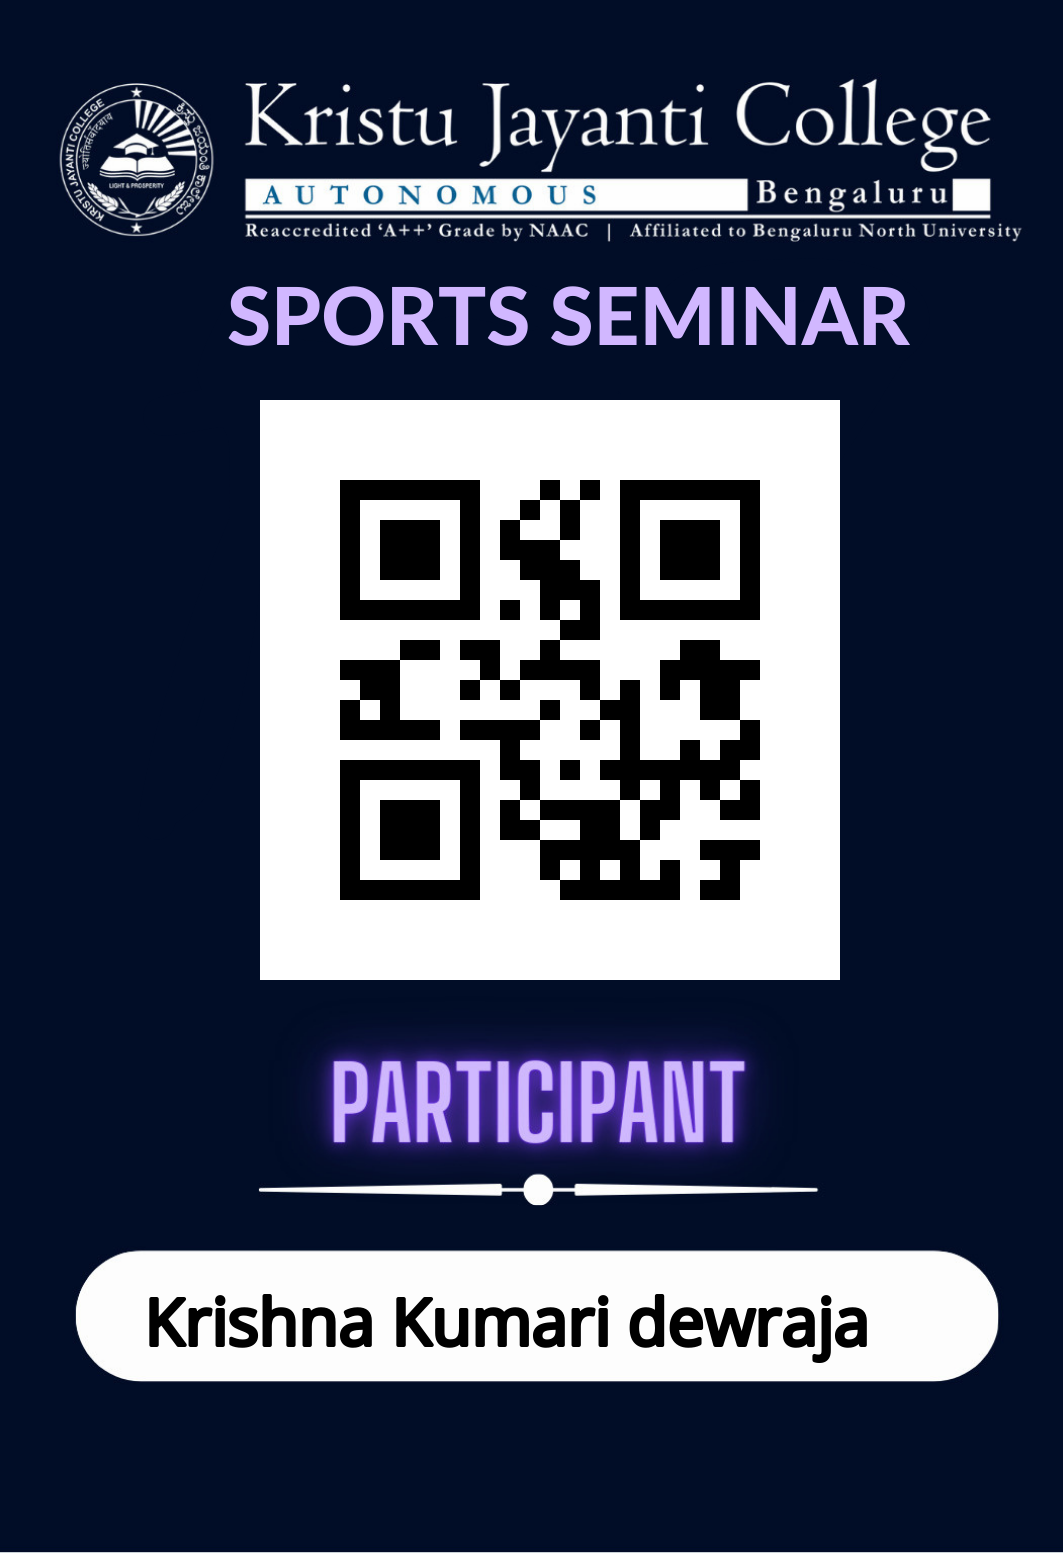 KRISTU JAYANTI COLLEGE
ज्योतिसंवर्दिवाय
LIGHT & PROSPERITY
Kristu Jayanti College
AUTONOMOUS Bengaluru
Reaccredited ‘A++’ Grade by NAAC | Affiliated to Bengaluru North University
SPORTS SEMINAR
PARTICIPANT
Krishna Kumari dewraja